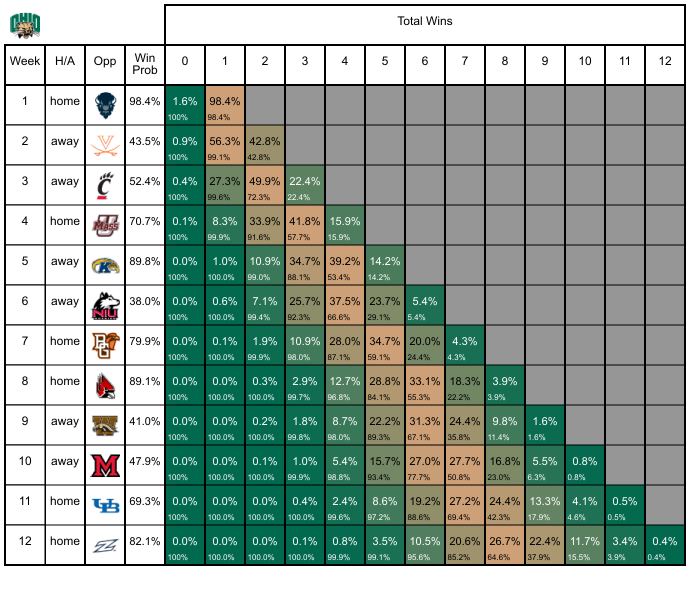 OHIO
Total Wins
Week H/A Opp Win Prob 0 1 2 3 4 5 6 7 8 9 10 11 12
1 home 98.4% 1.6% 98.4%
100% 98.4%
2 away V 43.5% 0.9% 56.3% 42.8%
100% 99.1% 42.8%
3 away C 52.4% 0.4% 27.3% 49.9% 22.4%
100% 99.6% 72.3% 22.4%
4 home U Mass 70.7% 0.1% 8.3% 33.9% 41.8% 15.9%
100% 99.9% 91.6% 57.7% 15.9%
5 away K 89.8% 0.0% 1.0% 10.9% 34.7% 39.2% 14.2%
100% 100.0% 99.0% 88.1% 53.4% 14.2%
6 away NIU 38.0% 0.0% 0.6% 7.1% 25.7% 37.5% 23.7% 5.4%
100% 100.0% 99.4% 92.3% 66.6% 29.1% 5.4%
7 home BG 79.9% 0.0% 0.1% 1.9% 10.9% 28.0% 34.7% 20.0% 4.3%
100% 100.0% 99.9% 98.0% 87.1% 59.1% 24.4% 4.3%
8 home 89.1% 0.0% 0.0% 0.3% 2.9% 12.7% 28.8% 33.1% 18.3% 3.9%
100% 100.0% 100.0% 99.7% 96.8% 84.1% 55.3% 22.2% 3.9%
9 away W 41.0% 0.0% 0.0% 0.2% 1.8% 8.7% 22.2% 31.3% 24.4% 9.8% 1.6%
100% 100.0% 100.0% 99.8% 98.0% 89.3% 67.1% 35.8% 11.4% 1.6%
10 away M 47.9% 0.0% 0.0% 0.1% 1.0% 5.4% 15.7% 27.0% 27.7% 16.8% 5.5% 0.8%
100% 100.0% 100.0% 99.9% 98.8% 93.4% 77.7% 50.8% 23.0% 6.3% 0.8%
11 home UB 69.3% 0.0% 0.0% 0.0% 0.4% 2.4% 8.6% 19.2% 27.2% 24.4% 13.3% 4.1% 0.5%
100% 100.0% 100.0% 100.0% 99.6% 97.2% 88.6% 69.4% 42.3% 17.9% 4.6% 0.5%
12 home Z 82.1% 0.0% 0.0% 0.0% 0.1% 0.8% 3.5% 10.5% 20.6% 26.7% 22.4% 11.7% 3.4% 0.4%
100% 100.0% 100.0% 100.0% 99.9% 99.1% 95.6% 85.2% 64.6% 37.9% 15.5% 3.9% 0.4%